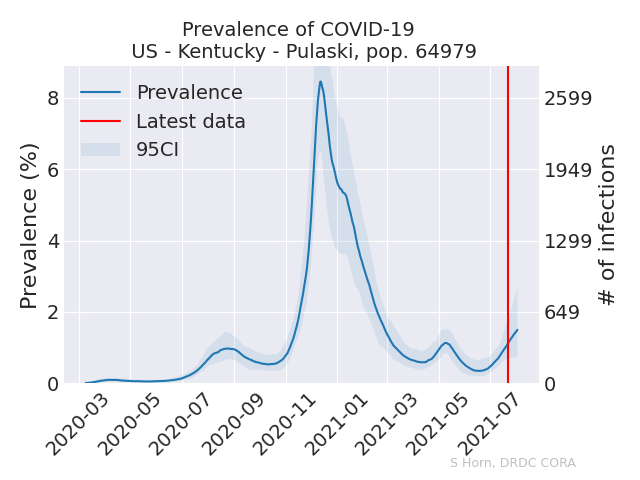 Prevalence of COVID-19
US - Kentucky - Pulaski, pop. 64979
Prevalence
Latest data
95CI
Prevalence (%)
8
6
4
2
0
# of infections
2599
1949
1299
649
0
2020-03
2020-05
2020-07
2020-09
2020-11
2021-01
2021-03
2021-05
2021-07
S Horn, DRDC CORA